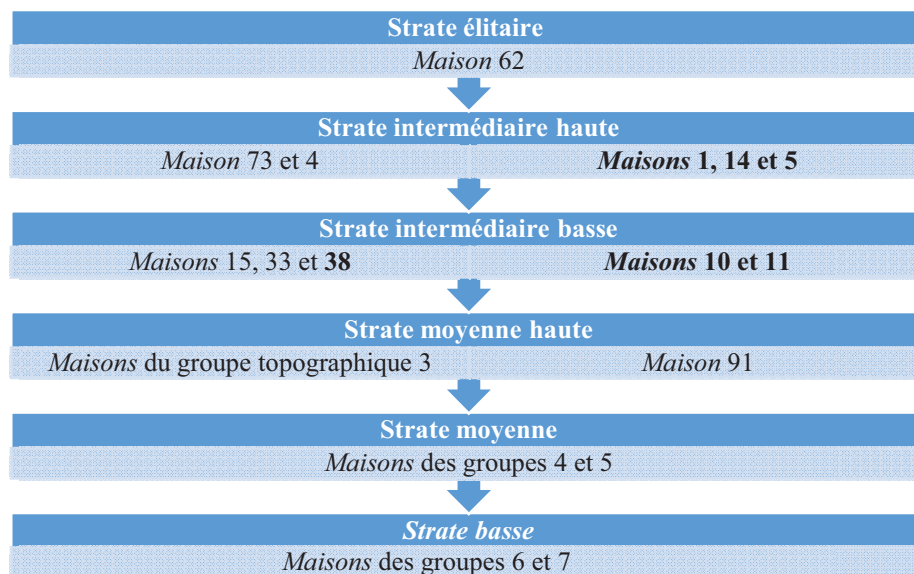 Strate élitaire
Maison 62
Strate intermédiaire haute
Maison 73 et 4
Maisons 1, 14 et 5
Strate intermédiaire basse
Maisons 15, 33 et 38
Maisons 10 et 11
Strate moyenne haute
Maisons du groupe topographique 3
Maison 91
Strate moyenne
Maisons des groupes 4 et 5
Strate basse
Maisons des groupes 6 et 7